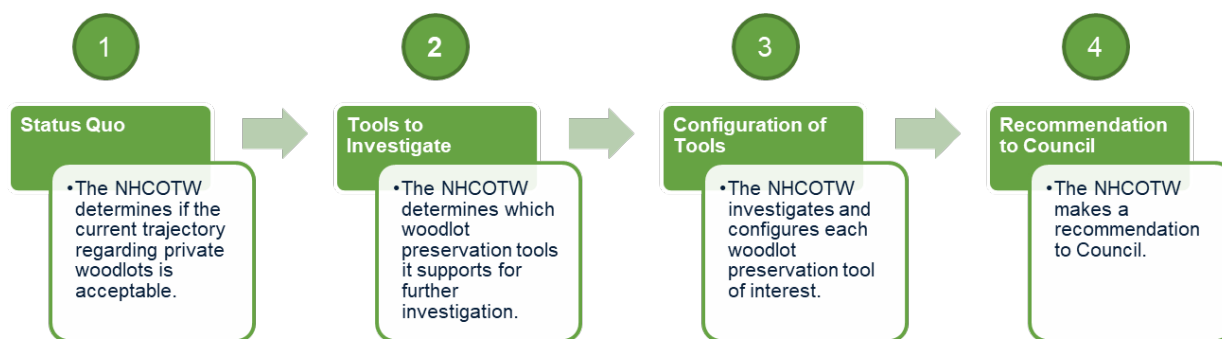 1
2
3
4
Status Quo
•The NHCOTW
determines if the
current trajectory
regarding private
woodlots is
acceptable.
Tools to
Investigate
•The NHCOTW
determines which
woodlot
preservation tools
it supports for
further
investigation.
Configuration of
Tools
•The NHCOTW
investigates and
configures each
woodlot
preservation tool
of interest.
Recommendation
to Council
•The NHCOTW
makes a
recommendation
to Council.